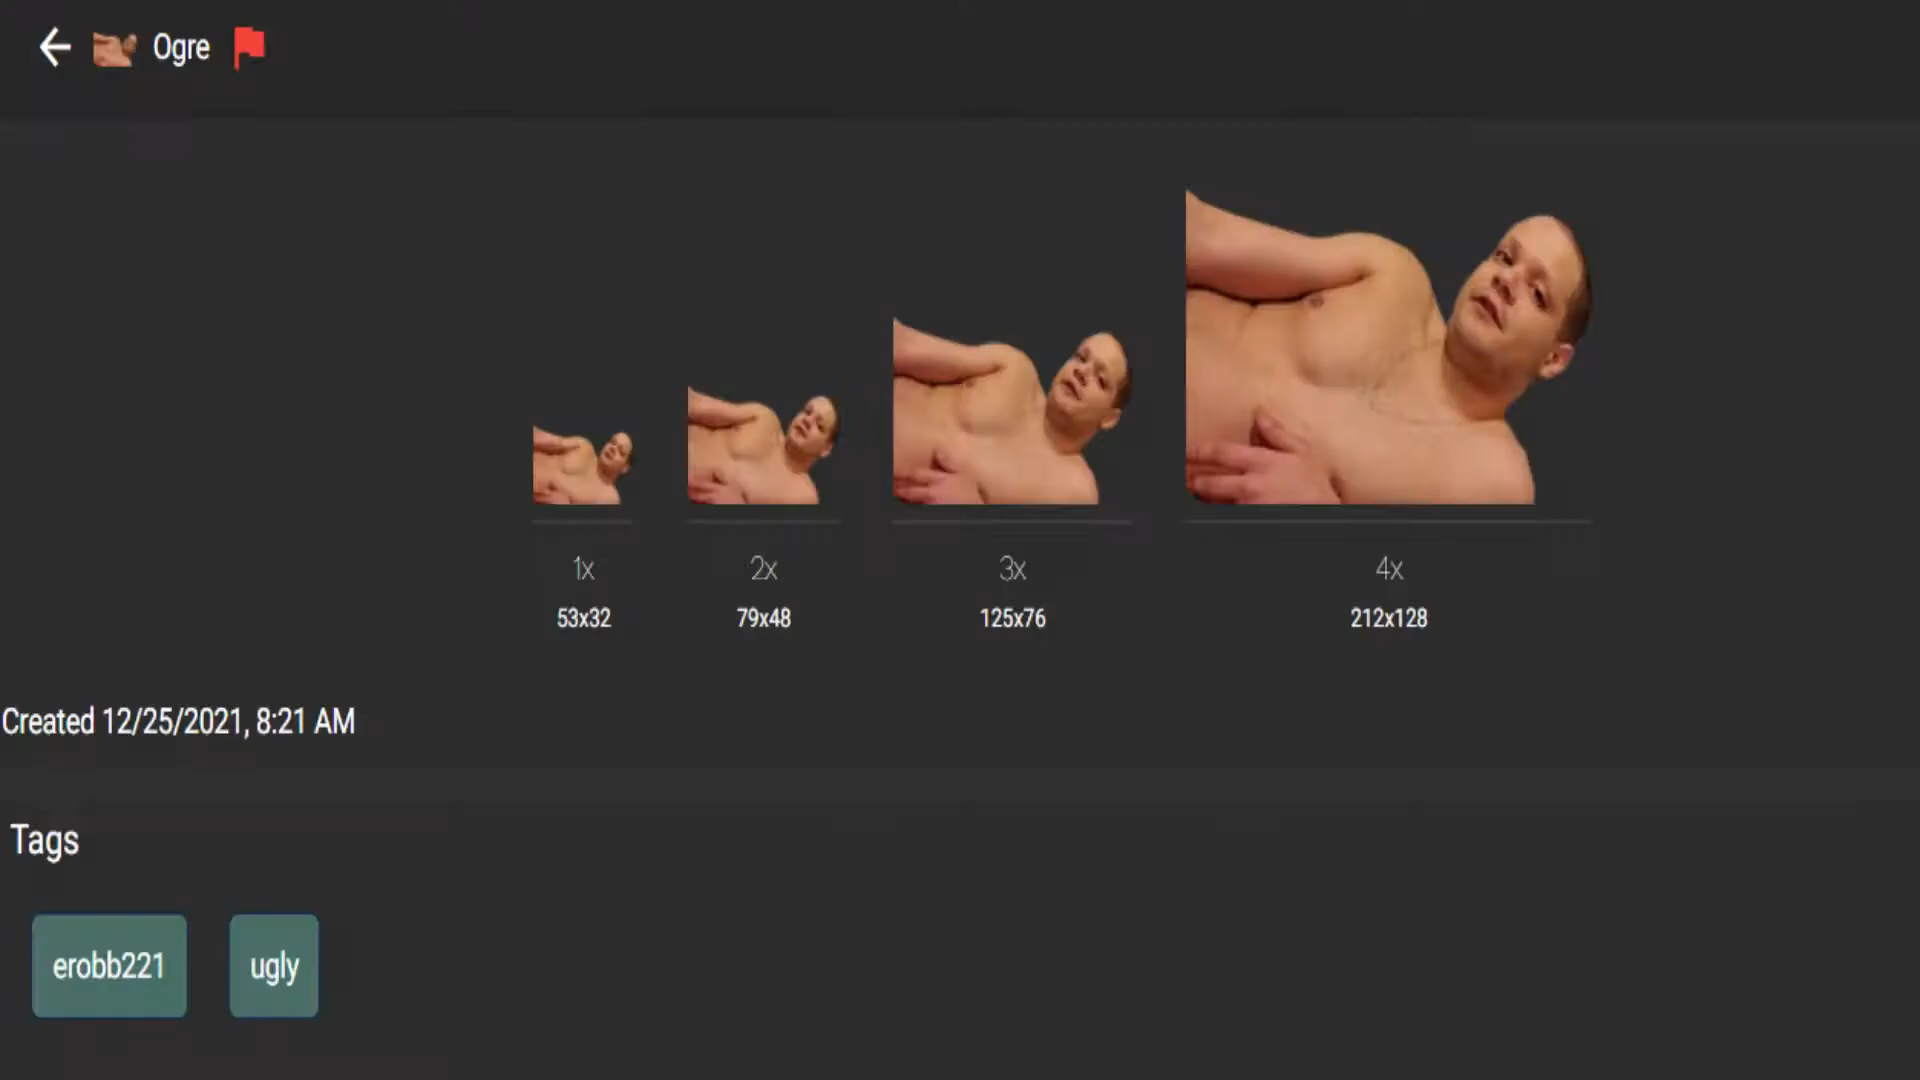 Ogre
1x
2x
3x
4x
53x32
79x48
125x76
212x128
Created 12/25/2021, 8:21 AM
Tags
erobb221
ugly